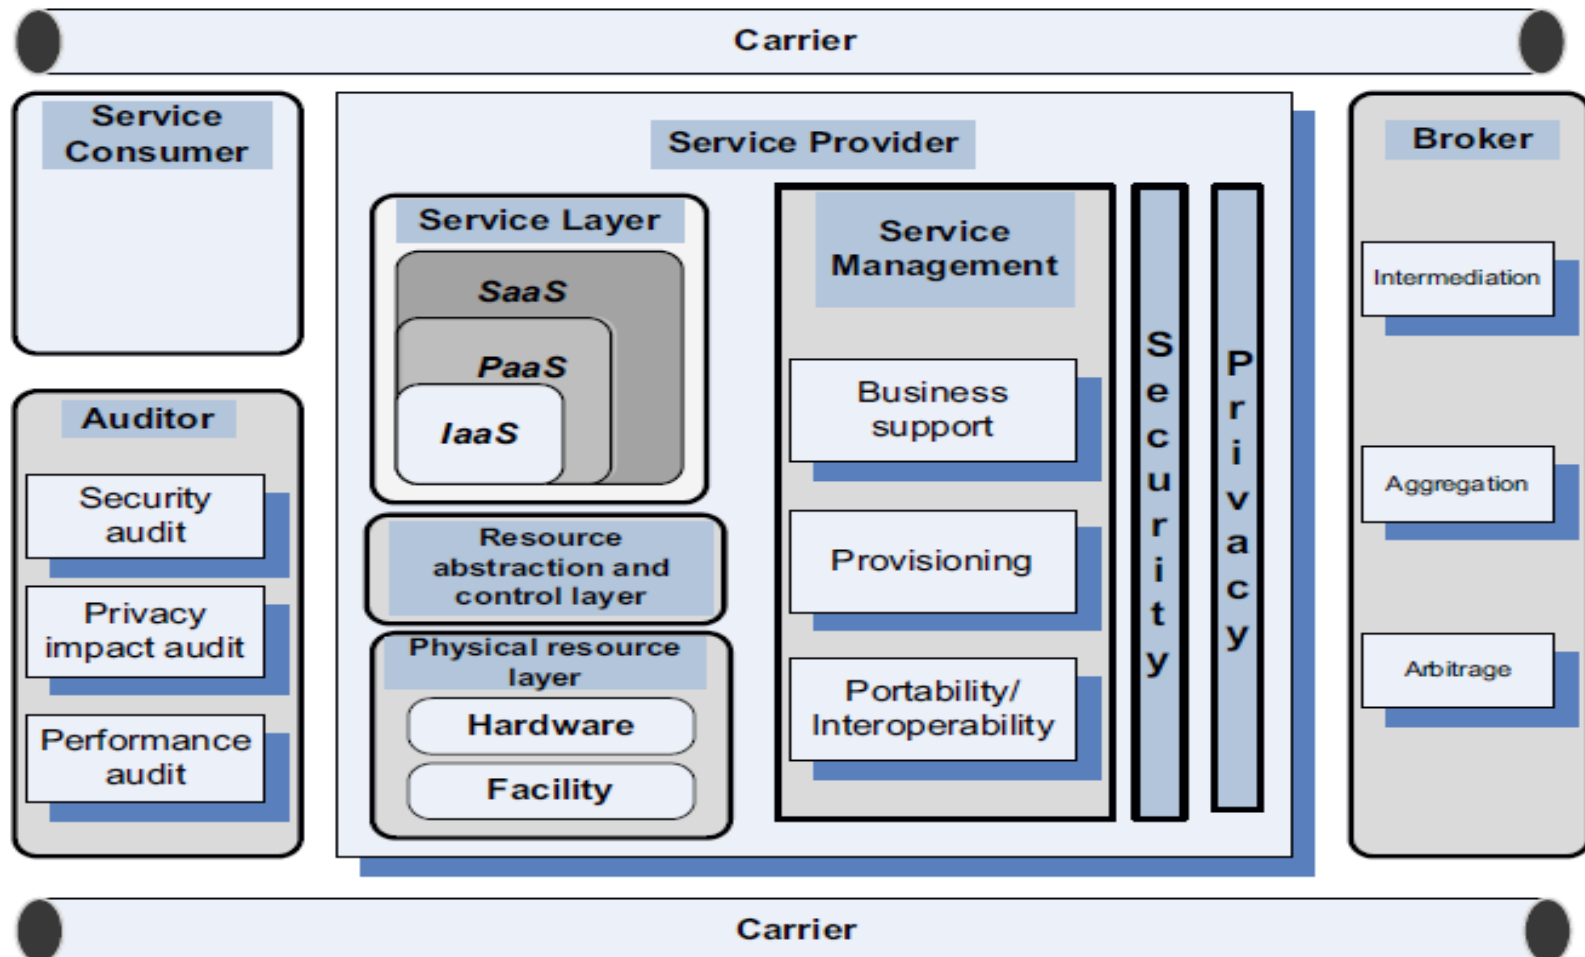 Carrier
Service
Consumer
Auditor
Security
audit
Privacy
impact audit
Performance
audit
Service Provider
Service Layer
SaaS
PaaS
IaaS
Resource
abstraction and
control layer
Physical resource
layer
Hardware
Facility
Service
Management
Business
support
Provisioning
Portability/
Interoperability
Security
Privacy
Broker
Intermediation
Aggregation
Arbitrage
Carrier